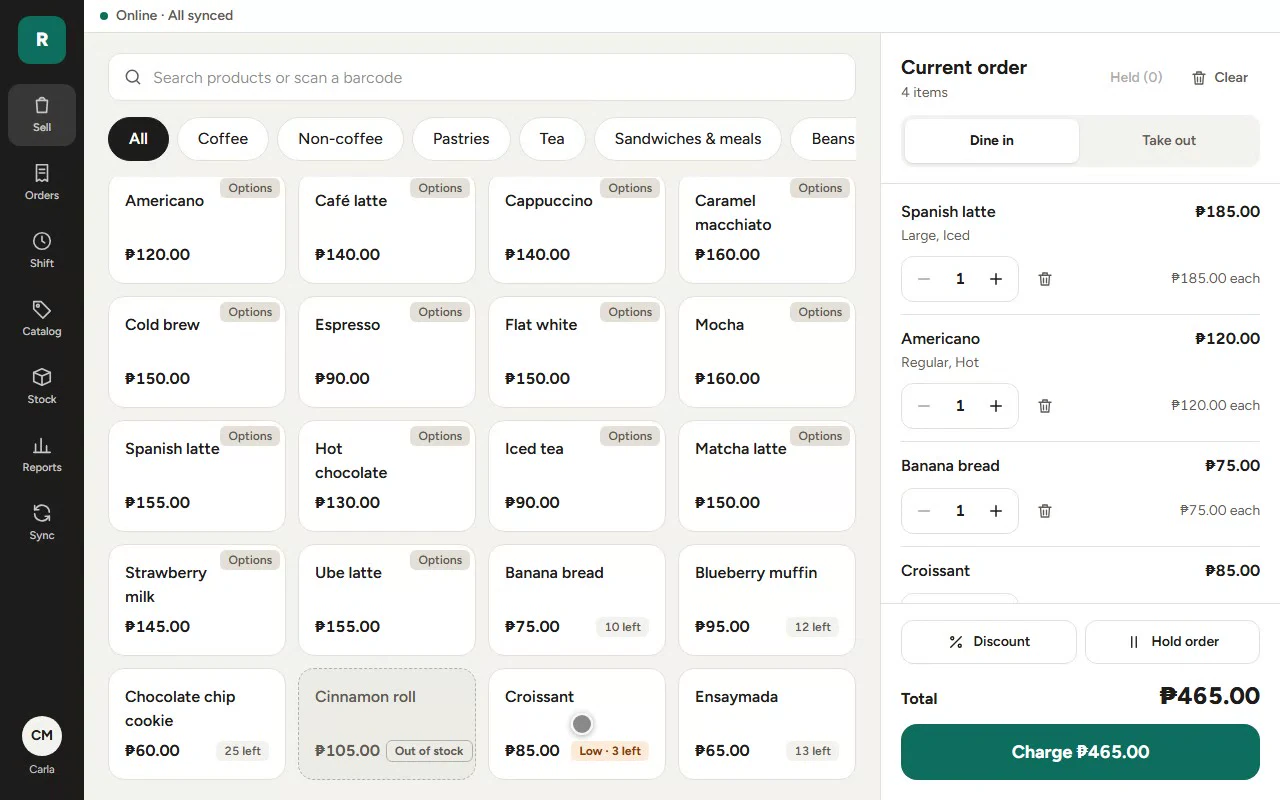 R
Sell
Orders
Shift
Catalog
Stock
Reports
Sync
CM
Carla
Online · All synced
Search products or scan a barcode
All
Coffee
Non-coffee
Pastries
Tea
Sandwiches & meals
Beans
Americano
Options
₱120.00
Café latte
Options
₱140.00
Cappuccino
Options
₱140.00
Caramel
macchiato
Options
₱160.00
Cold brew
Options
₱150.00
Espresso
Options
₱90.00
Flat white
Options
₱150.00
Mocha
Options
₱160.00
Spanish latte
Options
₱155.00
Hot
chocolate
Options
₱130.00
Iced tea
Options
₱90.00
Matcha latte
Options
₱150.00
Strawberry
milk
Options
₱145.00
Ube latte
Options
₱155.00
Banana bread
₱75.00
10 left
Blueberry muffin
₱95.00
12 left
Chocolate chip
cookie
₱60.00
25 left
Cinnamon roll
₱105.00
Out of stock
Croissant
₱85.00
Low · 3 left
Ensaymada
₱65.00
13 left
Current order
4 items
Held (0)
Clear
Dine in
Take out
Spanish latte
₱185.00
Large, Iced
1
₱185.00 each
Americano
₱120.00
Regular, Hot
1
₱120.00 each
Banana bread
₱75.00
1
₱75.00 each
Croissant
₱85.00
Discount
Hold order
Total
₱465.00
Charge ₱465.00